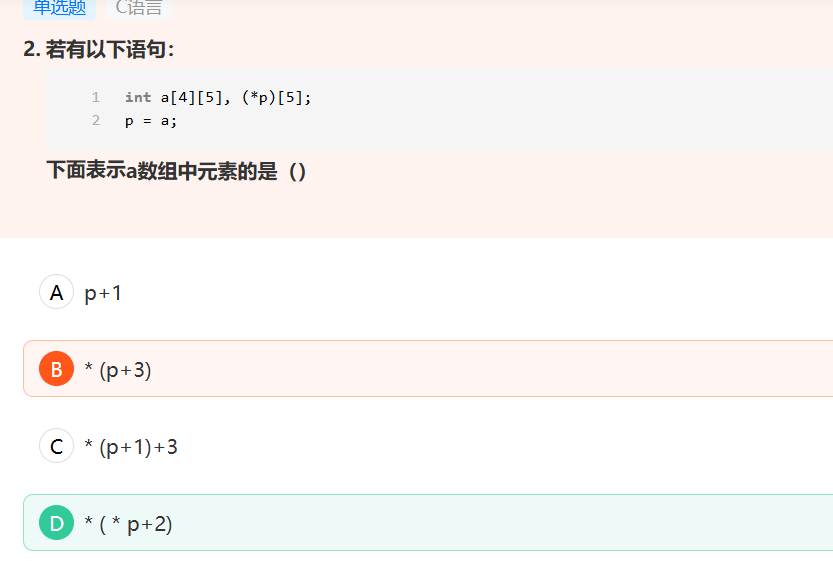 单选题 C语言
2. 若有以下语句：
1 int a[4][5], (*p)[5];
2 p = a;
下面表示a数组中元素的是（）
A p+1
B * (p+3)
C * (p+1)+3
D * ( * p+2)